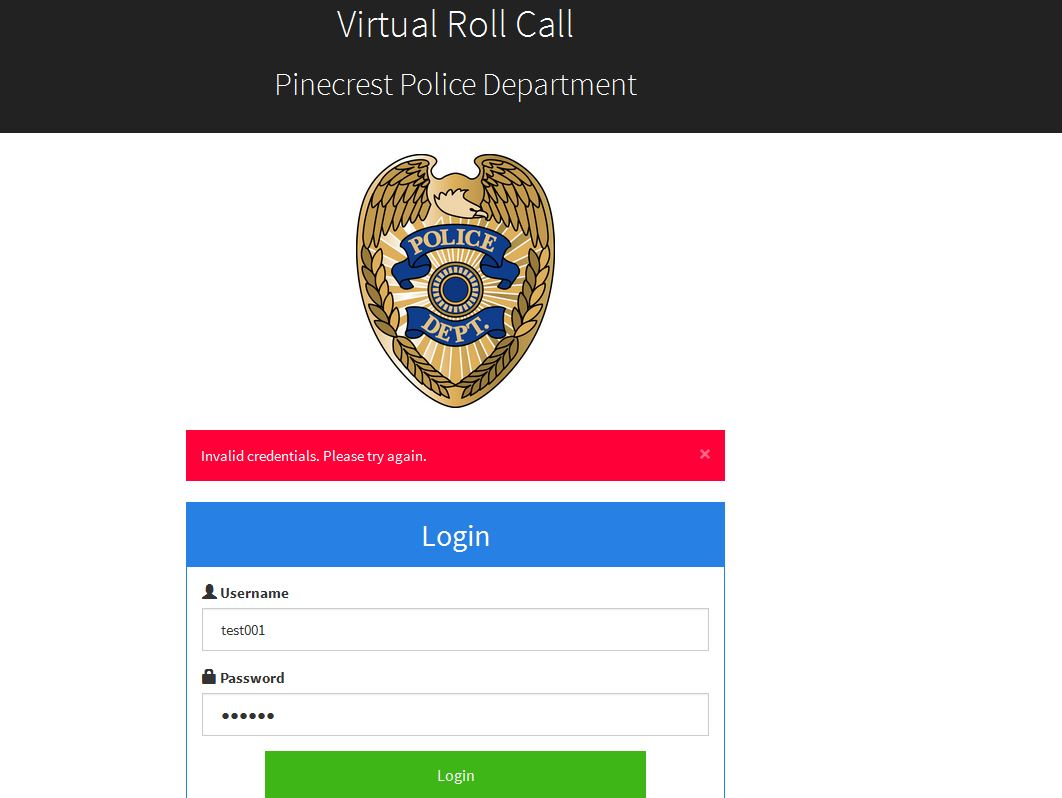 Virtual Roll Call
Pinecrest Police Department
POLICE
DEPT.
Invalid credentials. Please try again. ×
Login
Username
test001
Password
••••••
Login